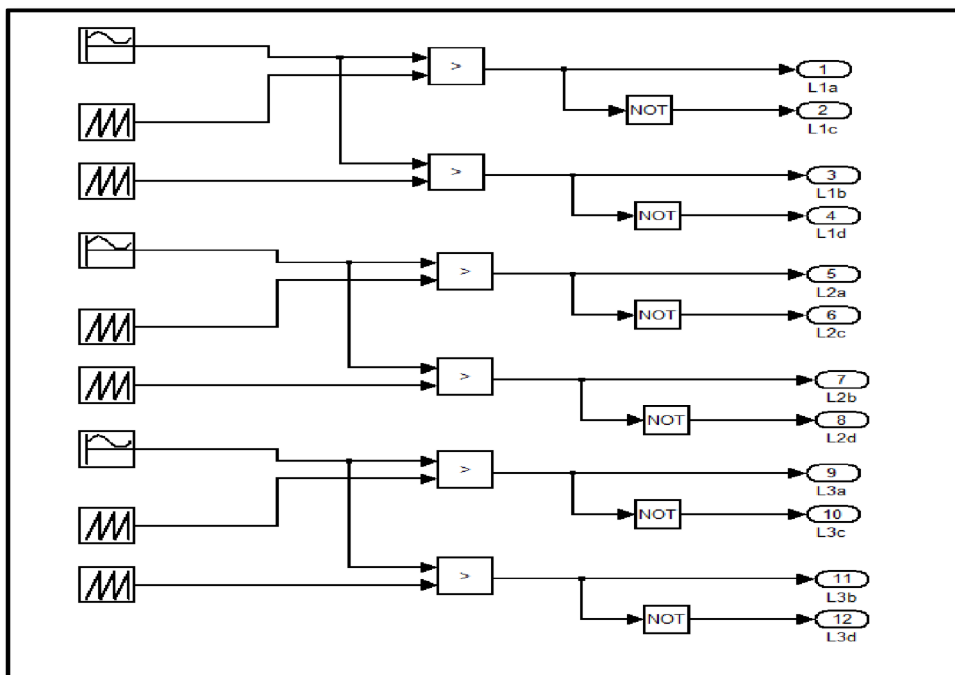 >
1
L1a
NOT
2
L1c
>
3
L1b
NOT
4
L1d
>
5
L2a
NOT
6
L2c
>
7
L2b
NOT
8
L2d
>
9
L3a
NOT
10
L3c
>
11
L3b
NOT
12
L3d